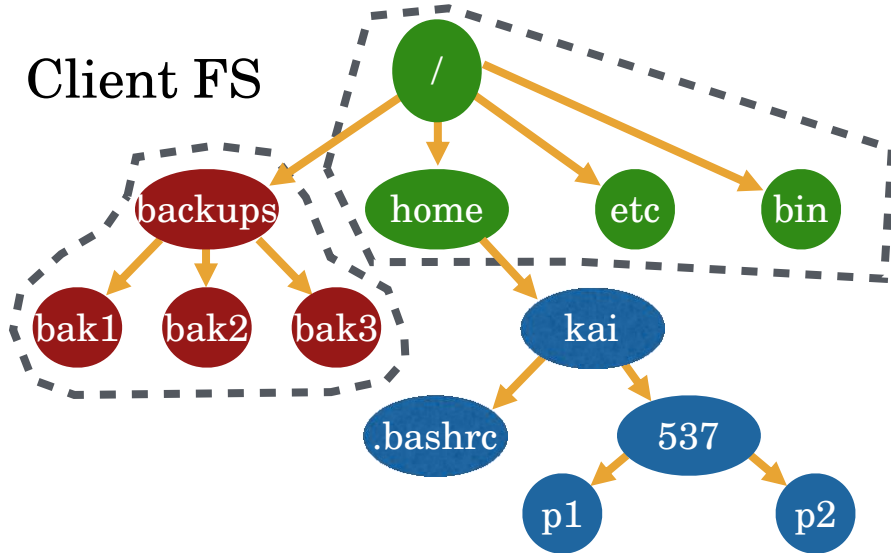 Client FS
/
backups
home
etc
bin
bak1
bak2
bak3
kai
.bashrc
537
p1
p2